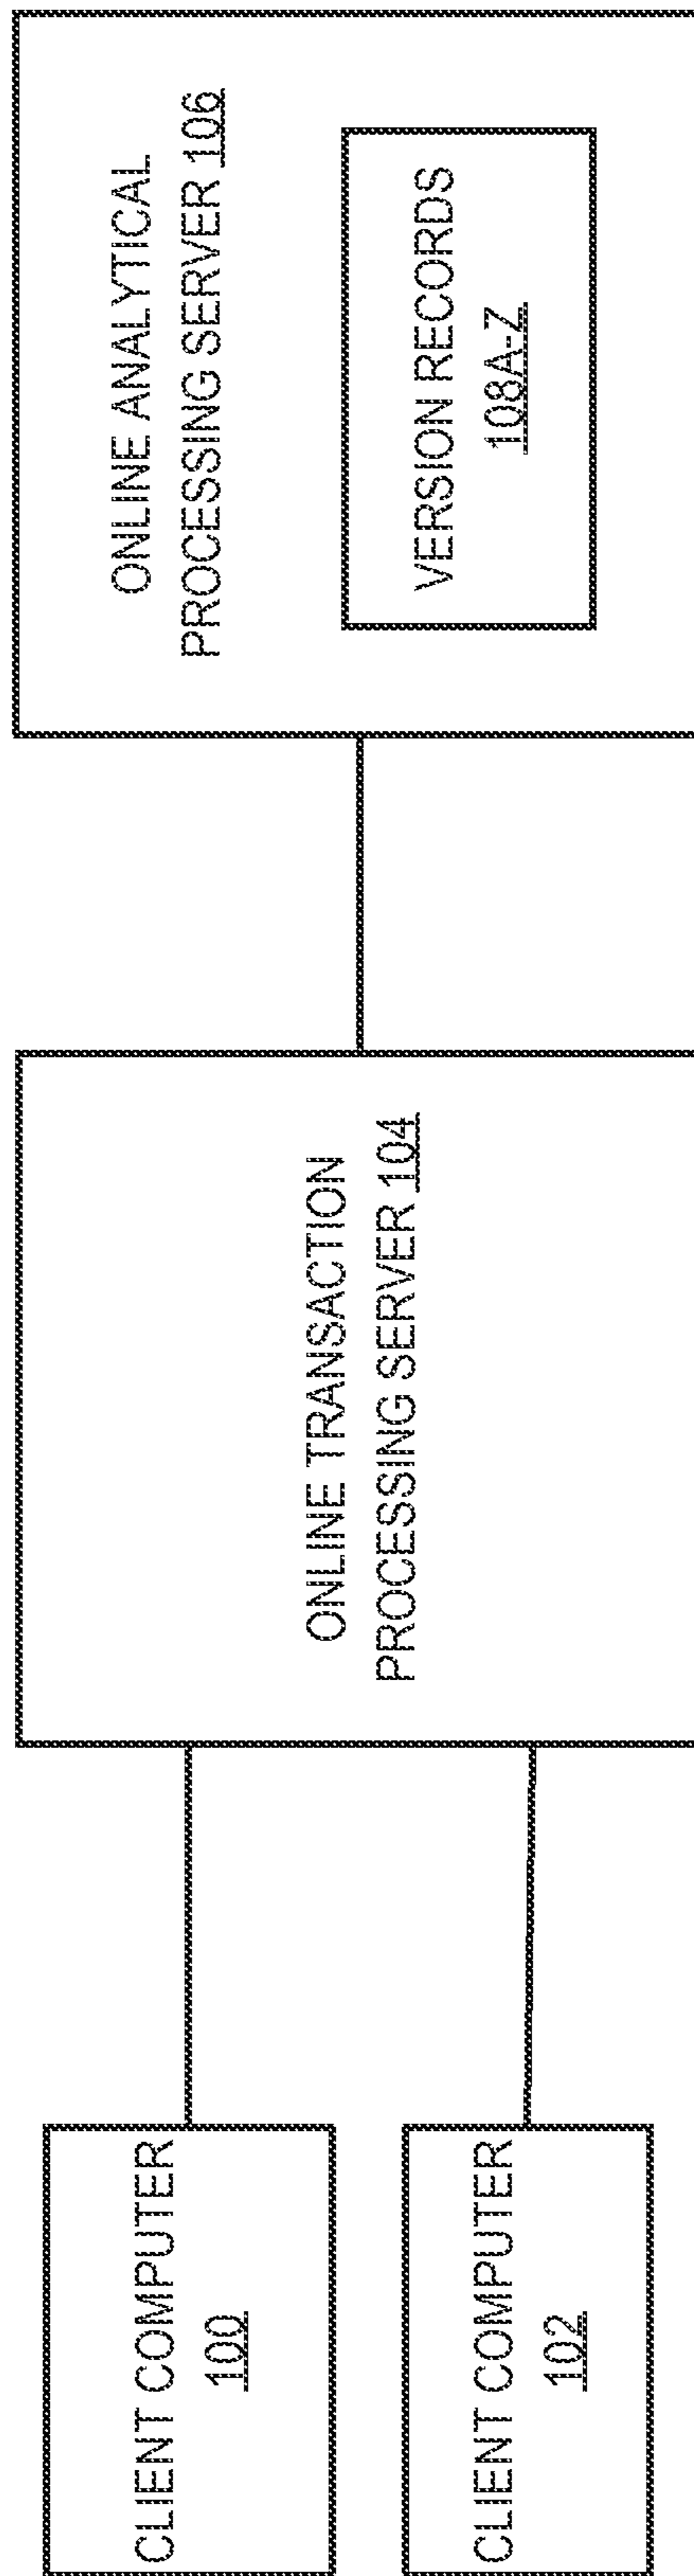 CLIENT COMPUTER
100
CLIENT COMPUTER
102
ONLINE TRANSACTION
PROCESSING SERVER 104
ONLINE ANALYTICAL
PROCESSING SERVER 106
VERSION RECORDS
108A-Z